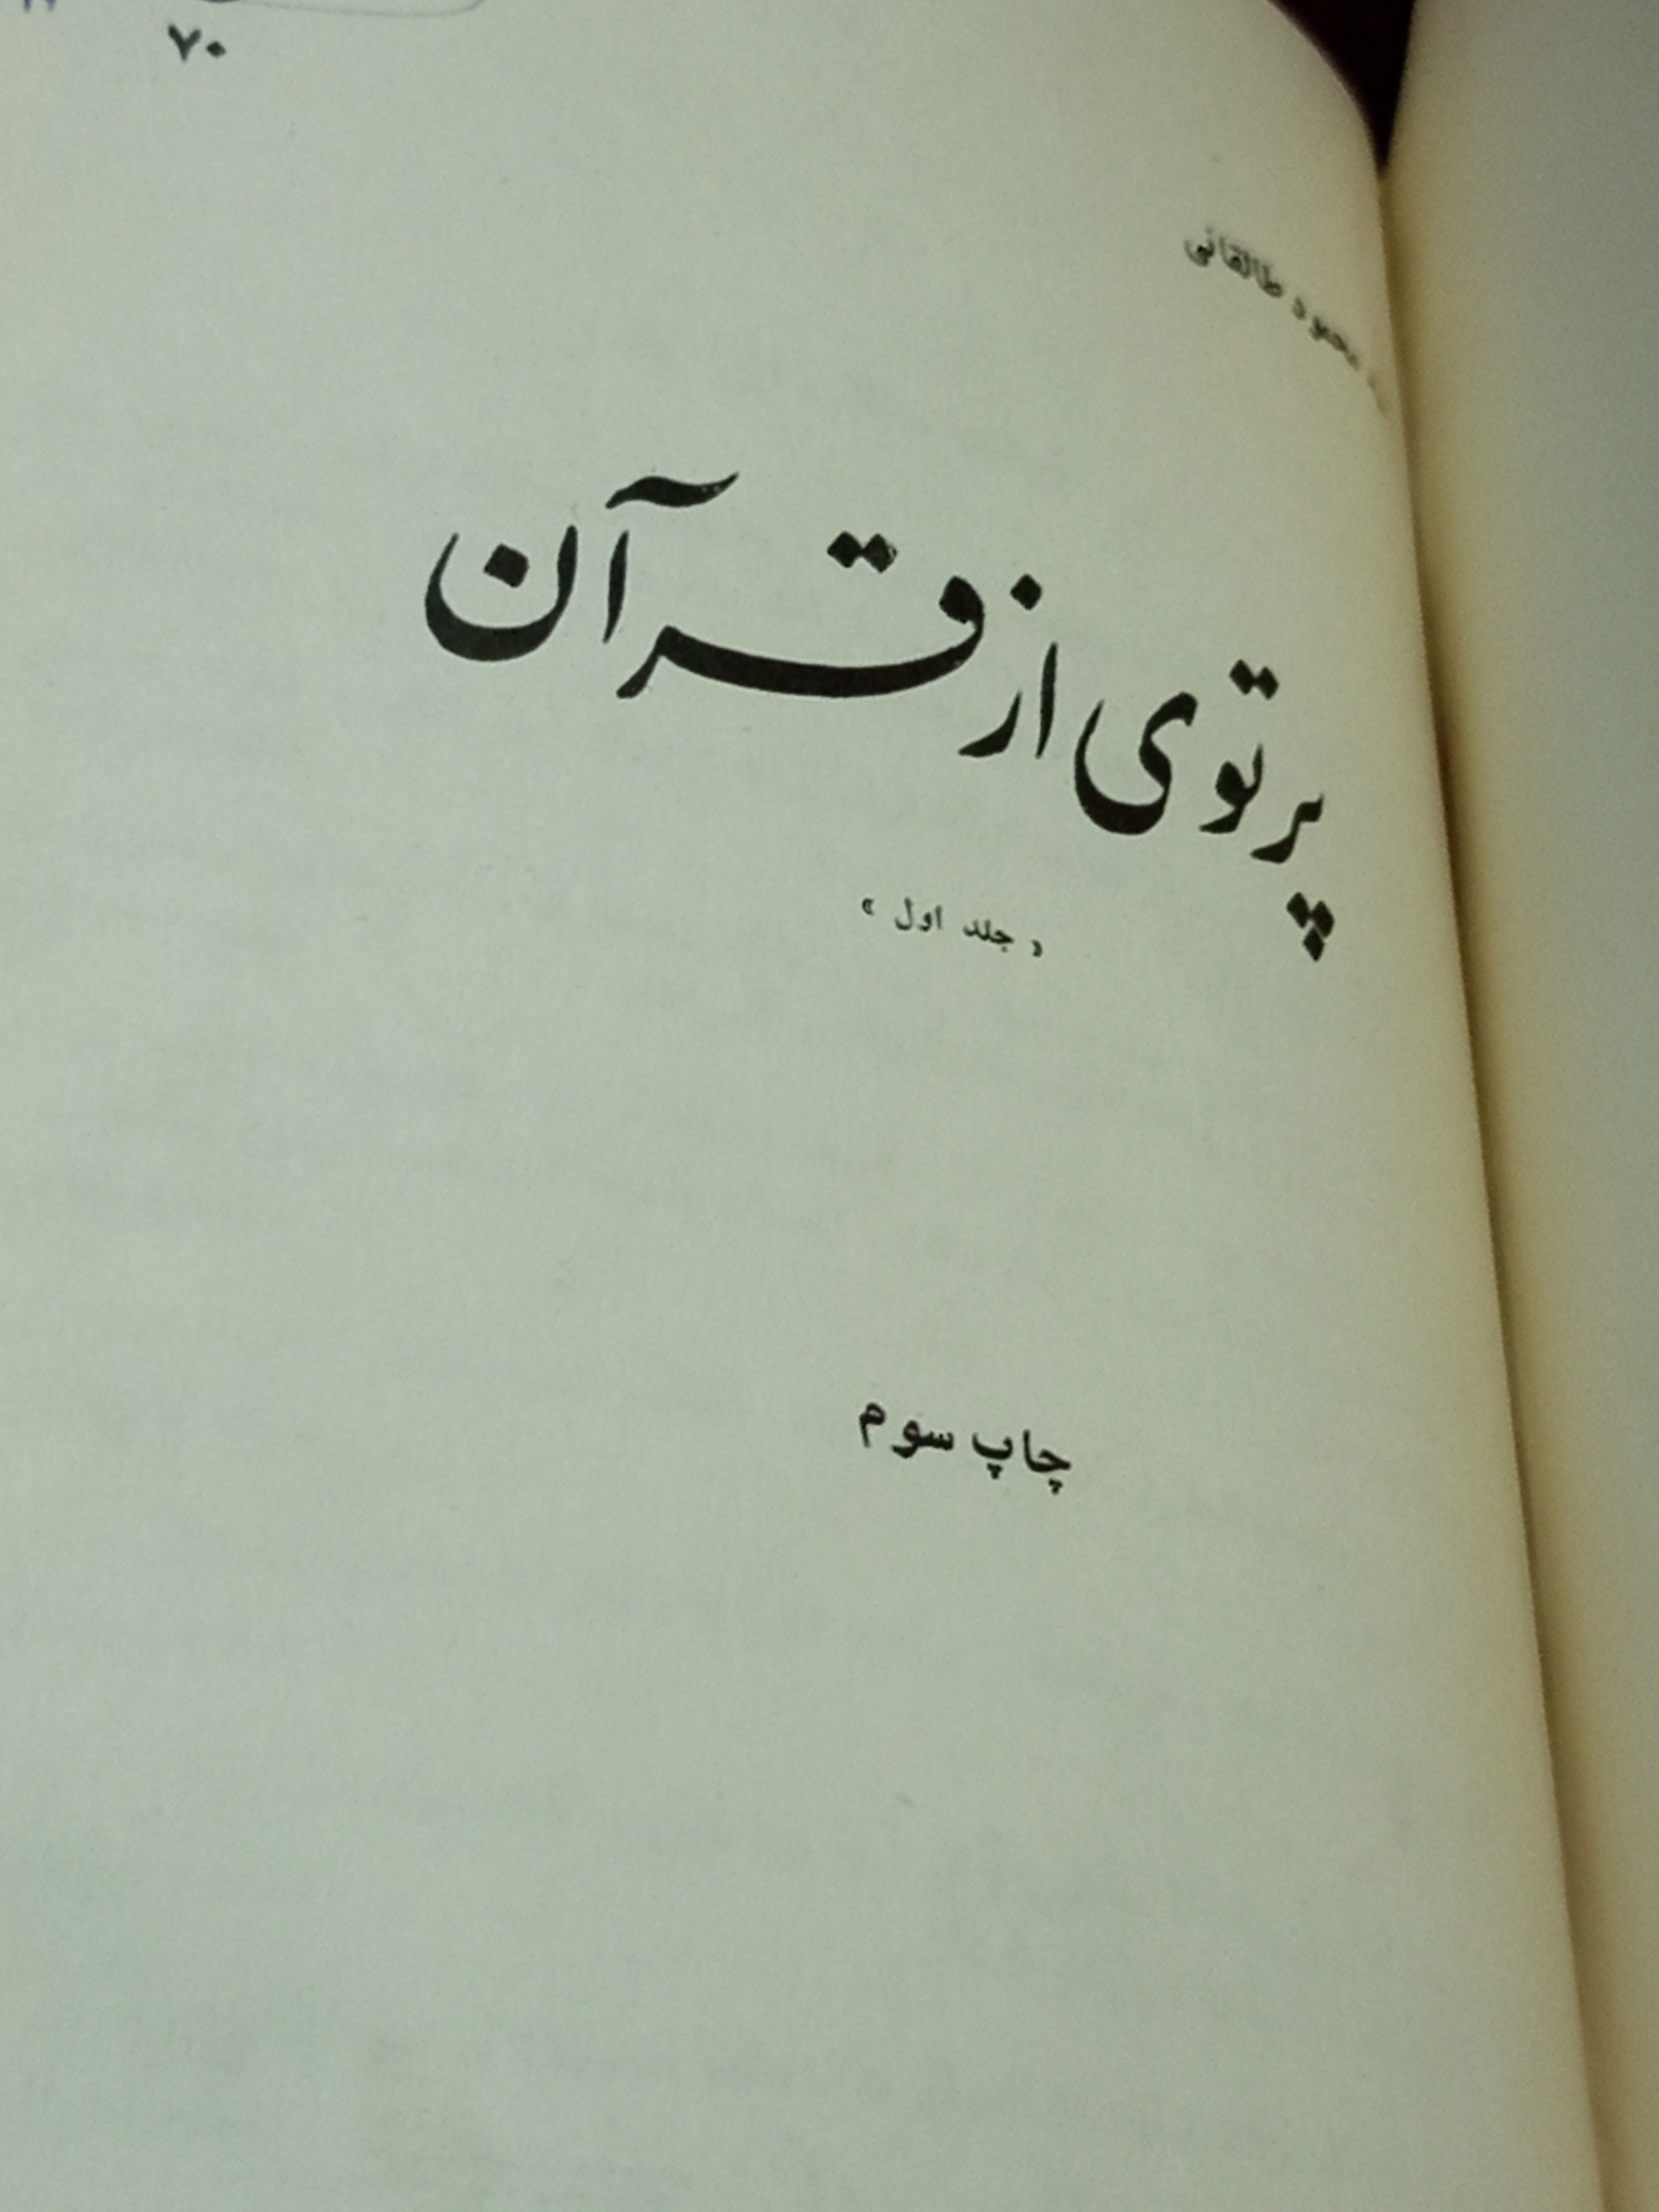 ۷۰
محمود طالقانی
پرتوی از قرآن
« جلد اول »
چاپ سوم